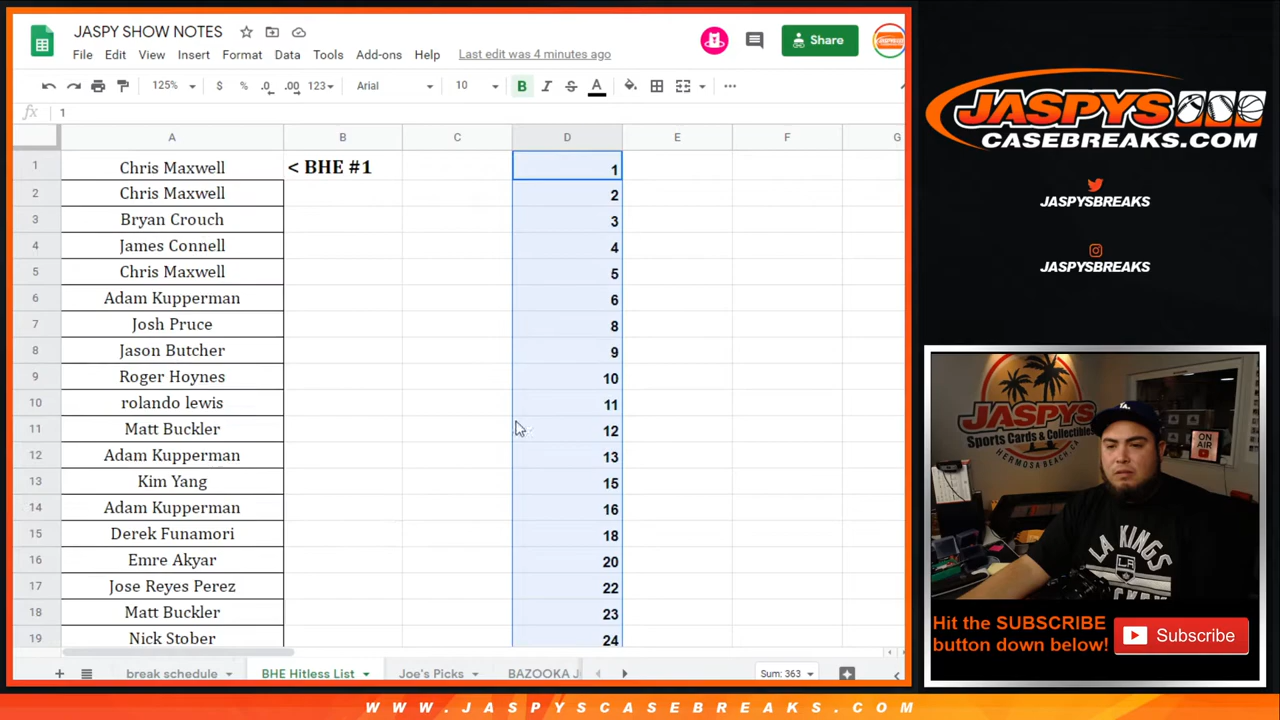 JASPY SHOW NOTES
File Edit View Insert Format Data Tools Add-ons Help Last edit was 4 minutes ago
Share
125% $ % .0 .00 123 Arial 10 B I S A
fx 1
A B C D E F G
1 Chris Maxwell < BHE #1 1
2 Chris Maxwell 2
3 Bryan Crouch 3
4 James Connell 4
5 Chris Maxwell 5
6 Adam Kupperman 6
7 Josh Pruce 8
8 Jason Butcher 9
9 Roger Hoynes 10
10 rolando lewis 11
11 Matt Buckler 12
12 Adam Kupperman 13
13 Kim Yang 15
14 Adam Kupperman 16
15 Derek Funamori 18
16 Emre Akyar 20
17 Jose Reyes Perez 22
18 Matt Buckler 23
19 Nick Stober 24
break schedule BHE Hitless List Joe's Picks BAZOOKA J Sum: 363
JASPYS
CASEBREAKS.COM
JASPYSBREAKS
JASPYSBREAKS
JASPYS
Sports Cards & Collectibles
HERMOSA BEACH, CA
ON AIR
LA KINGS
HOCKEY
Hit the SUBSCRIBE
button down below!
Subscribe
WWW.JASPYSCASEBREAKS.COM